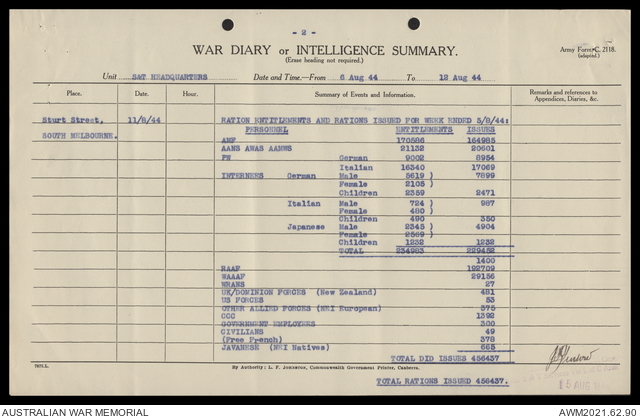 - 2 -
WAR DIARY or INTELLIGENCE SUMMARY.
(Erase heading not required.)
Army Form C. 2118.
(adapted.)
Unit S&T HEADQUARTERS Date and Time.—From 6 Aug 44 To 12 Aug 44
Place. Date. Hour. Summary of Events and Information. Remarks and references to Appendices, Diaries, &c.
Sturt Street, 11/8/44 RATION ENTITLEMENTS AND RATIONS ISSUED FOR WEEK ENDED 5/8/44:
SOUTH MELBOURNE. PERSONNEL ENTITLEMENTS ISSUES
AMF 170886 164985
AANS AWAS AAMWS 21132 20601
PW German 9002 8954
Italian 16340 17069
INTERNEES German Male 5619 ) 7899
Female 2105 )
Children 2359 2471
Italian Male 724 ) 987
Female 480 )
Children 490 350
Japanese Male 2345 ) 4904
Female 2569 )
Children 1232 1232
TOTAL 234983 229452
1400
RAAF 192709
WAAAF 29156
WRANS 27
UK/DOMINION FORCES (New Zealand) 481
US FORCES 53
OTHER ALLIED FORCES (NEI European) 375
CCC 1392
GOVERNMENT EMPLOYEES 300
CIVILIANS 49
(Free French) 378
JAVANESE (NEI Natives) 665
TOTAL DID ISSUES 456437
By Authority: L. F. Johnston, Commonwealth Government Printer, Canberra.
TOTAL RATIONS ISSUED 456437.
AUSTRALIAN WAR MEMORIAL AWM2021.62.90